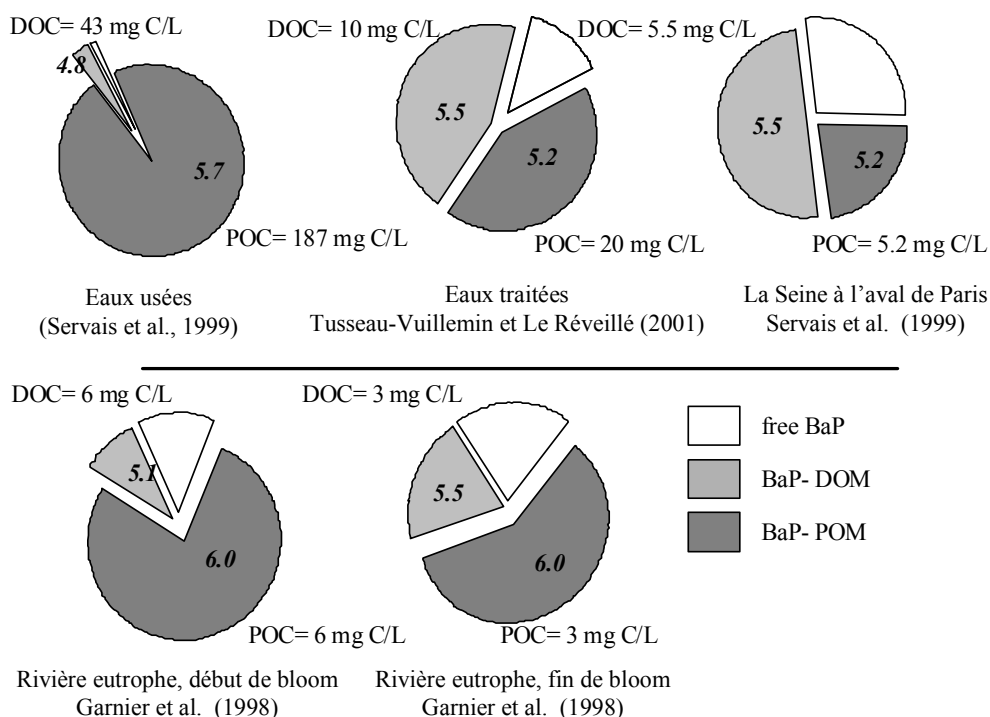 DOC= 43 mg C/L
4.8
5.7
POC= 187 mg C/L
Eaux usées
(Servais et al., 1999)
DOC= 10 mg C/L
5.5
5.2
POC= 20 mg C/L
Eaux traitées
Tusseau-Vuillemin et Le Réveillé (2001)
DOC= 5.5 mg C/L
5.5
5.2
POC= 5.2 mg C/L
La Seine à l’aval de Paris
Servais et al. (1999)
DOC= 6 mg C/L
5.1
6.0
POC= 6 mg C/L
Rivière eutrophe, début de bloom
Garnier et al. (1998)
DOC= 3 mg C/L
5.5
6.0
POC= 3 mg C/L
Rivière eutrophe, fin de bloom
Garnier et al. (1998)
free BaP
BaP- DOM
BaP- POM